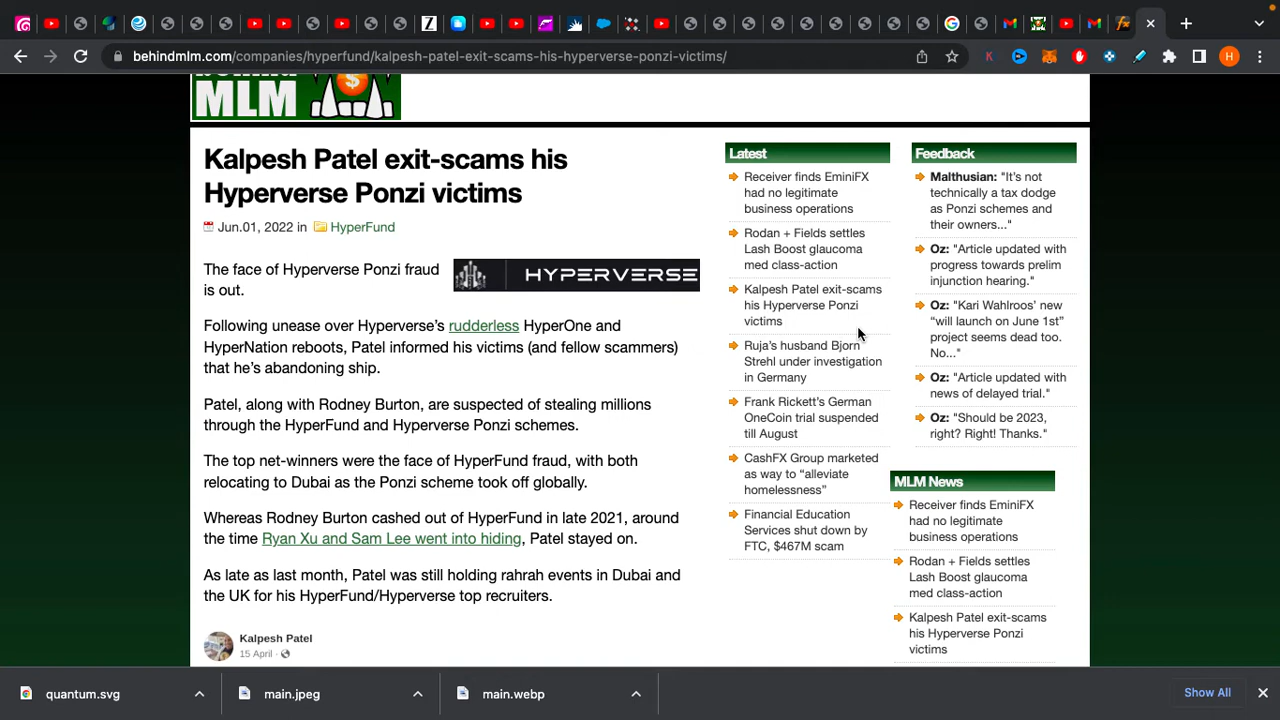 behindmlm.com/companies/hyperfund/kalpesh-patel-exit-scams-his-hyperverse-ponzi-victims/
H
MLM
Kalpesh Patel exit-scams his
Hyperverse Ponzi victims
Jun.01, 2022 in HyperFund
The face of Hyperverse Ponzi fraud
is out.
HYPERVERSE
Following unease over Hyperverse's rudderless HyperOne and
HyperNation reboots, Patel informed his victims (and fellow scammers)
that he's abandoning ship.
Patel, along with Rodney Burton, are suspected of stealing millions
through the HyperFund and Hyperverse Ponzi schemes.
The top net-winners were the face of HyperFund fraud, with both
relocating to Dubai as the Ponzi scheme took off globally.
Whereas Rodney Burton cashed out of HyperFund in late 2021, around
the time Ryan Xu and Sam Lee went into hiding, Patel stayed on.
As late as last month, Patel was still holding rahrah events in Dubai and
the UK for his HyperFund/Hyperverse top recruiters.
Kalpesh Patel
15 April ·
Latest
Receiver finds EminiFX
had no legitimate
business operations
Rodan + Fields settles
Lash Boost glaucoma
med class-action
Kalpesh Patel exit-scams
his Hyperverse Ponzi
victims
Ruja's husband Bjorn
Strehl under investigation
in Germany
Frank Rickett's German
OneCoin trial suspended
till August
CashFX Group marketed
as way to "alleviate
homelessness"
Financial Education
Services shut down by
FTC, $467M scam
Feedback
Malthusian: "It's not
technically a tax dodge
as Ponzi schemes and
their owners..."
Oz: "Article updated with
progress towards prelim
injunction hearing."
Oz: "Kari Wahlroos' new
“will launch on June 1st”
project seems dead too.
No..."
Oz: "Article updated with
news of delayed trial."
Oz: "Should be 2023,
right? Right! Thanks."
MLM News
Receiver finds EminiFX
had no legitimate
business operations
Rodan + Fields settles
Lash Boost glaucoma
med class-action
Kalpesh Patel exit-scams
his Hyperverse Ponzi
victims
quantum.svg
main.jpeg
main.webp
Show All